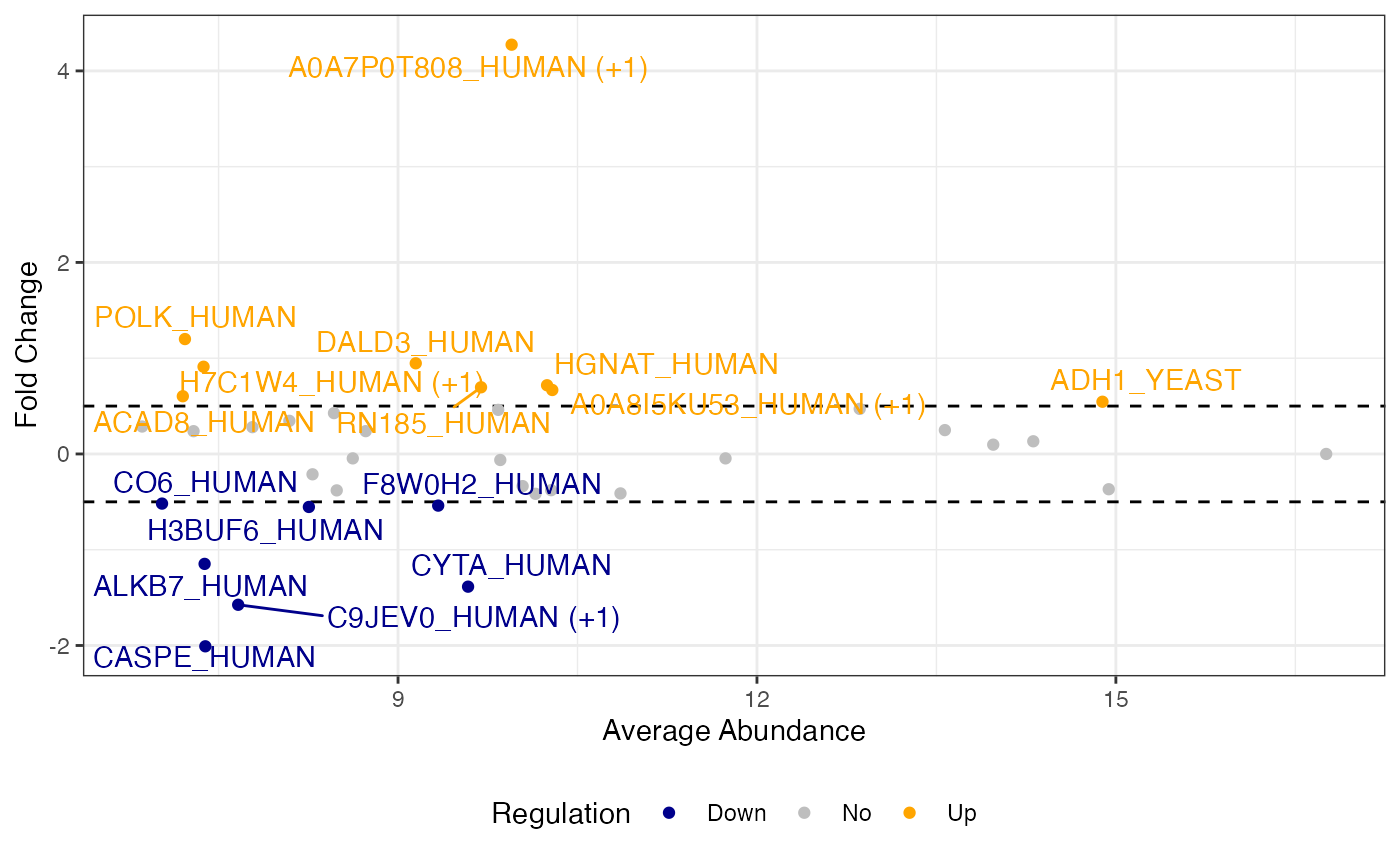 A0A7P0T808_HUMAN (+1)
4
2
POLK_HUMAN
DALD3_HUMAN
HGNAT_HUMAN
H7C1W4_HUMAN (+1)
ADH1_YEAST
A0A8I5KU53_HUMAN (+1)
ACAD8_HUMAN
RN185_HUMAN
0
CO6_HUMAN
F8W0H2_HUMAN
H3BUF6_HUMAN
CYTA_HUMAN
ALKB7_HUMAN
C9JEV0_HUMAN (+1)
-2
CASPE_HUMAN
Fold Change
9
12
15
Average Abundance
Regulation Down No Up